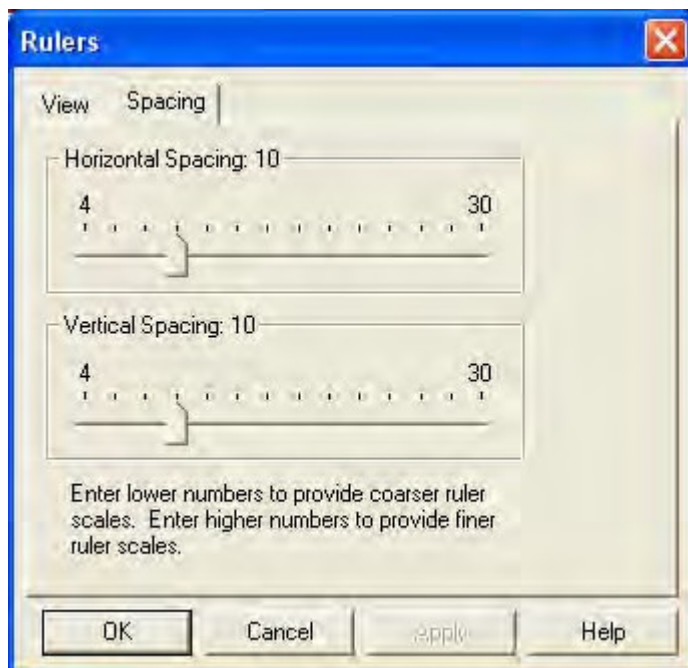 Rulers
View Spacing
Horizontal Spacing: 10
4 30
Vertical Spacing: 10
4 30
Enter lower numbers to provide coarser ruler
scales. Enter higher numbers to provide finer
ruler scales.
OK Cancel Apply Help